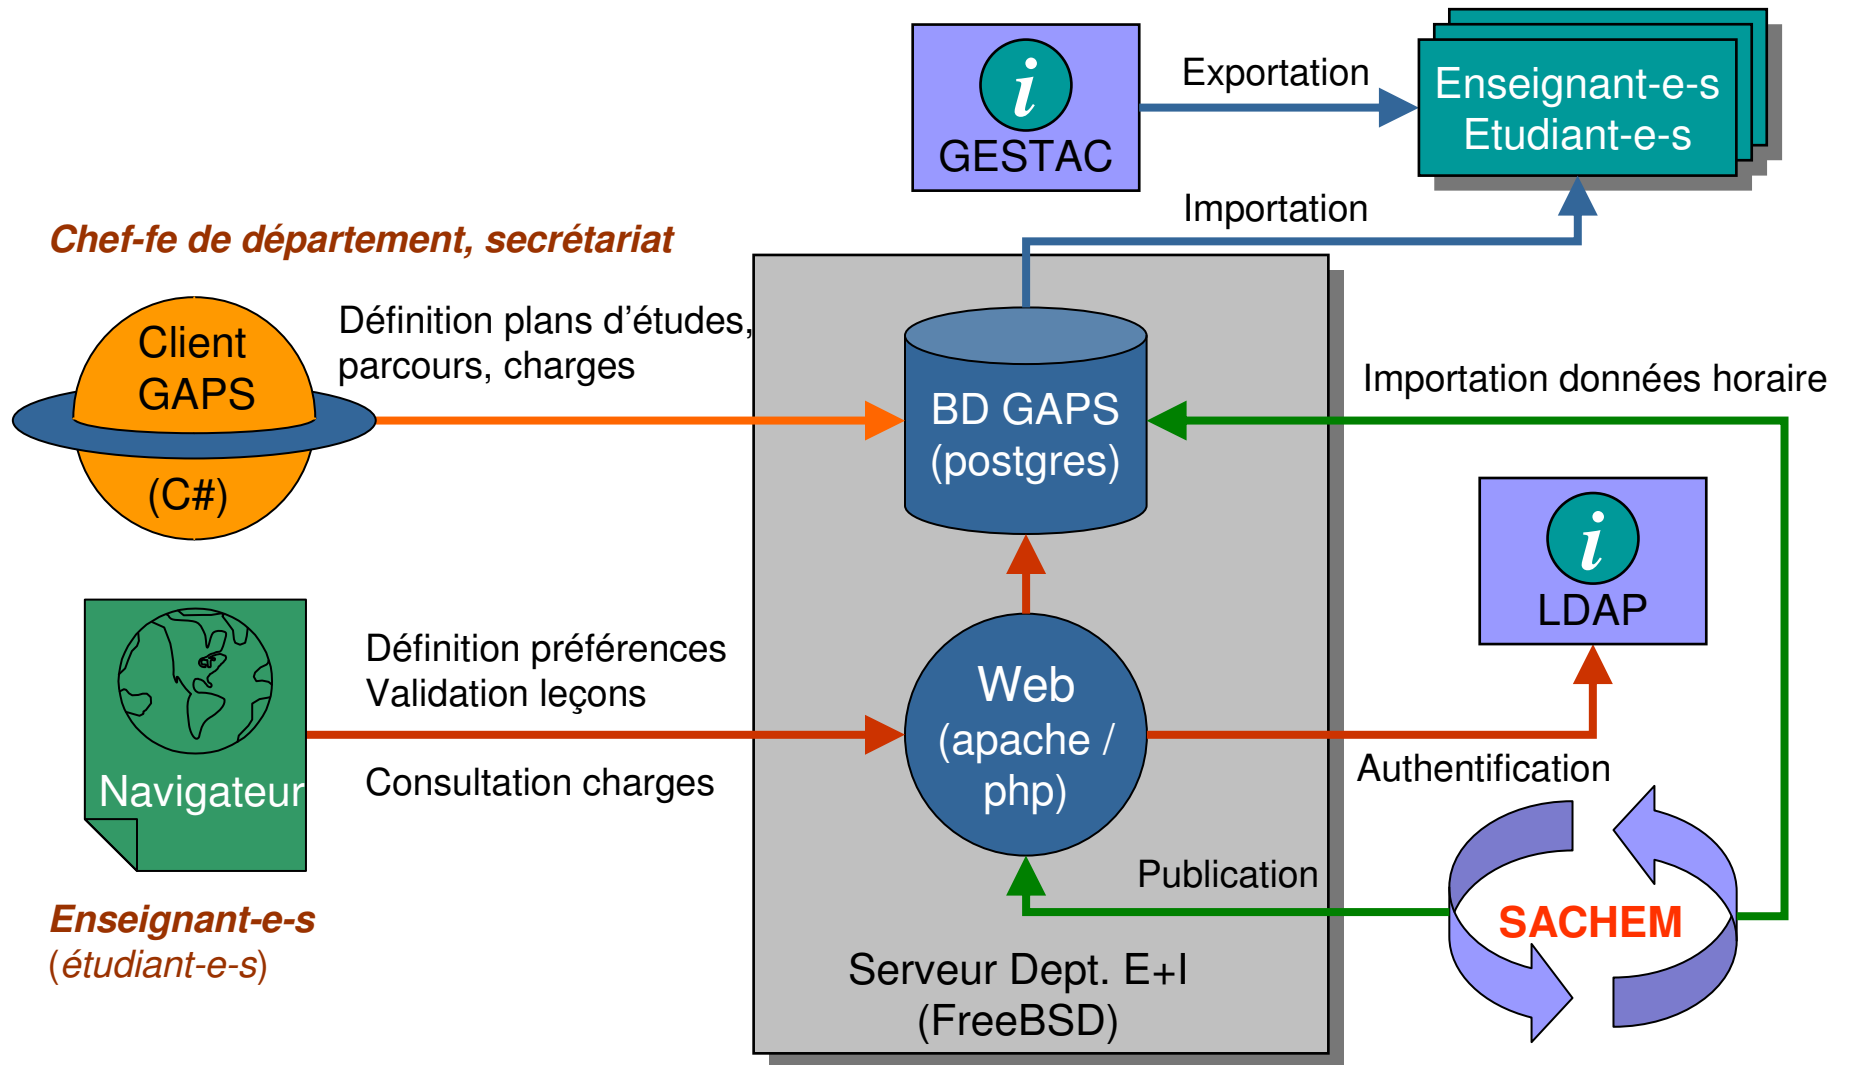 i
GESTAC
Exportation
Enseignant-e-s
Etudiant-e-s
Importation
Chef-fe de département, secrétariat
Client
GAPS
(C#)
Définition plans d’études,
parcours, charges
BD GAPS
(postgres)
Importation données horaire
i
LDAP
Navigateur
Définition préférences
Validation leçons
Consultation charges
Web
(apache /
php)
Authentification
Publication
SACHEM
Enseignant-e-s
(étudiant-e-s)
Serveur Dept. E+I
(FreeBSD)